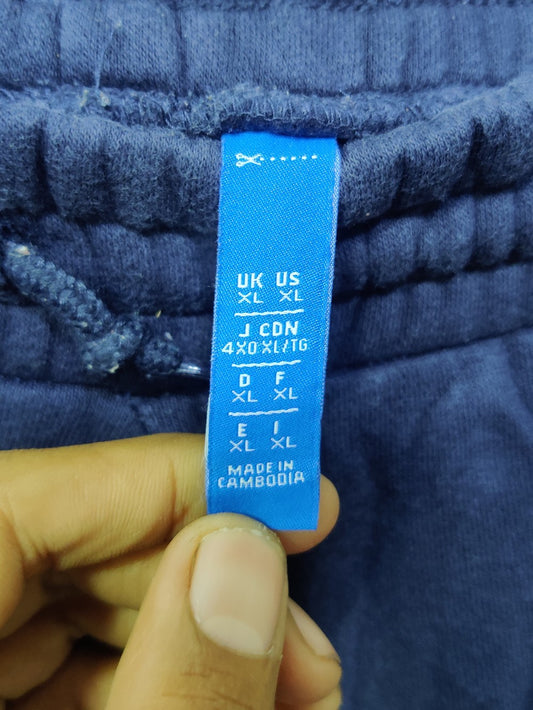 UK US
XL XL
J CDN
4XO XL/TG
D F
XL XL
E I
XL XL
MADE IN
CAMBODIA